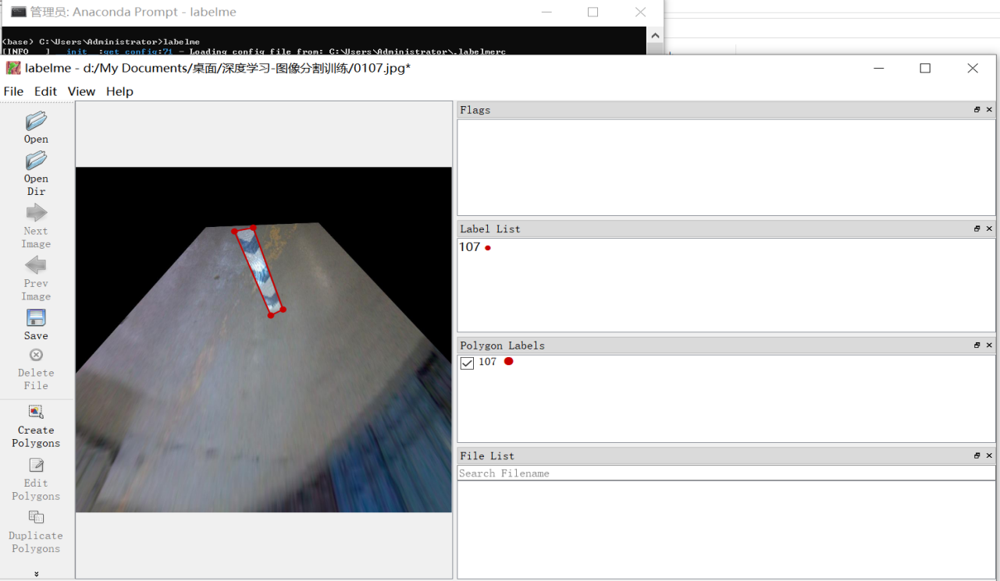 管理员: Anaconda Prompt - labelme
(base) C:\Users\Administrator>labelme
[INFO   ] __init__:get_config:71 - Loading config file from: C:\Users\Administrator\.labelmerc
labelme - d:/My Documents/桌面/深度学习-图像分割训练/0107.jpg*
File Edit View Help
Open
Open
Dir
Next
Image
Prev
Image
Save
Delete
File
Create
Polygons
Edit
Polygons
Duplicate
Polygons
Flags
Label List
107
Polygon Labels
107
File List
Search Filename